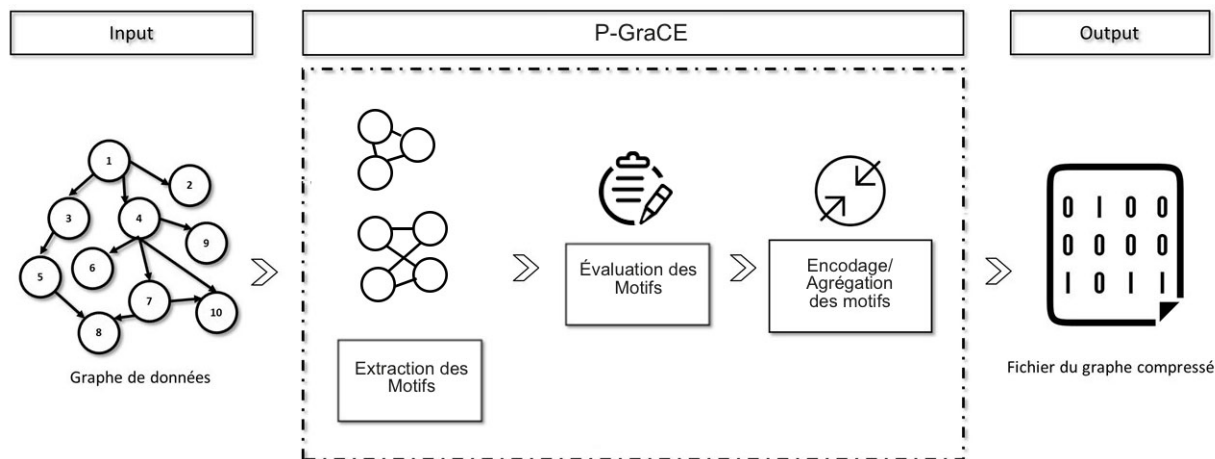 Input
P-GraCE
Output
1
2
3
4
9
5
6
7
10
8
Graphe de données
Extraction des
Motifs
Évaluation des
Motifs
Encodage/
Agrégation
des motifs
0 1 0 0
0 0 0 0
1 0 1 1
Fichier du graphe compressé